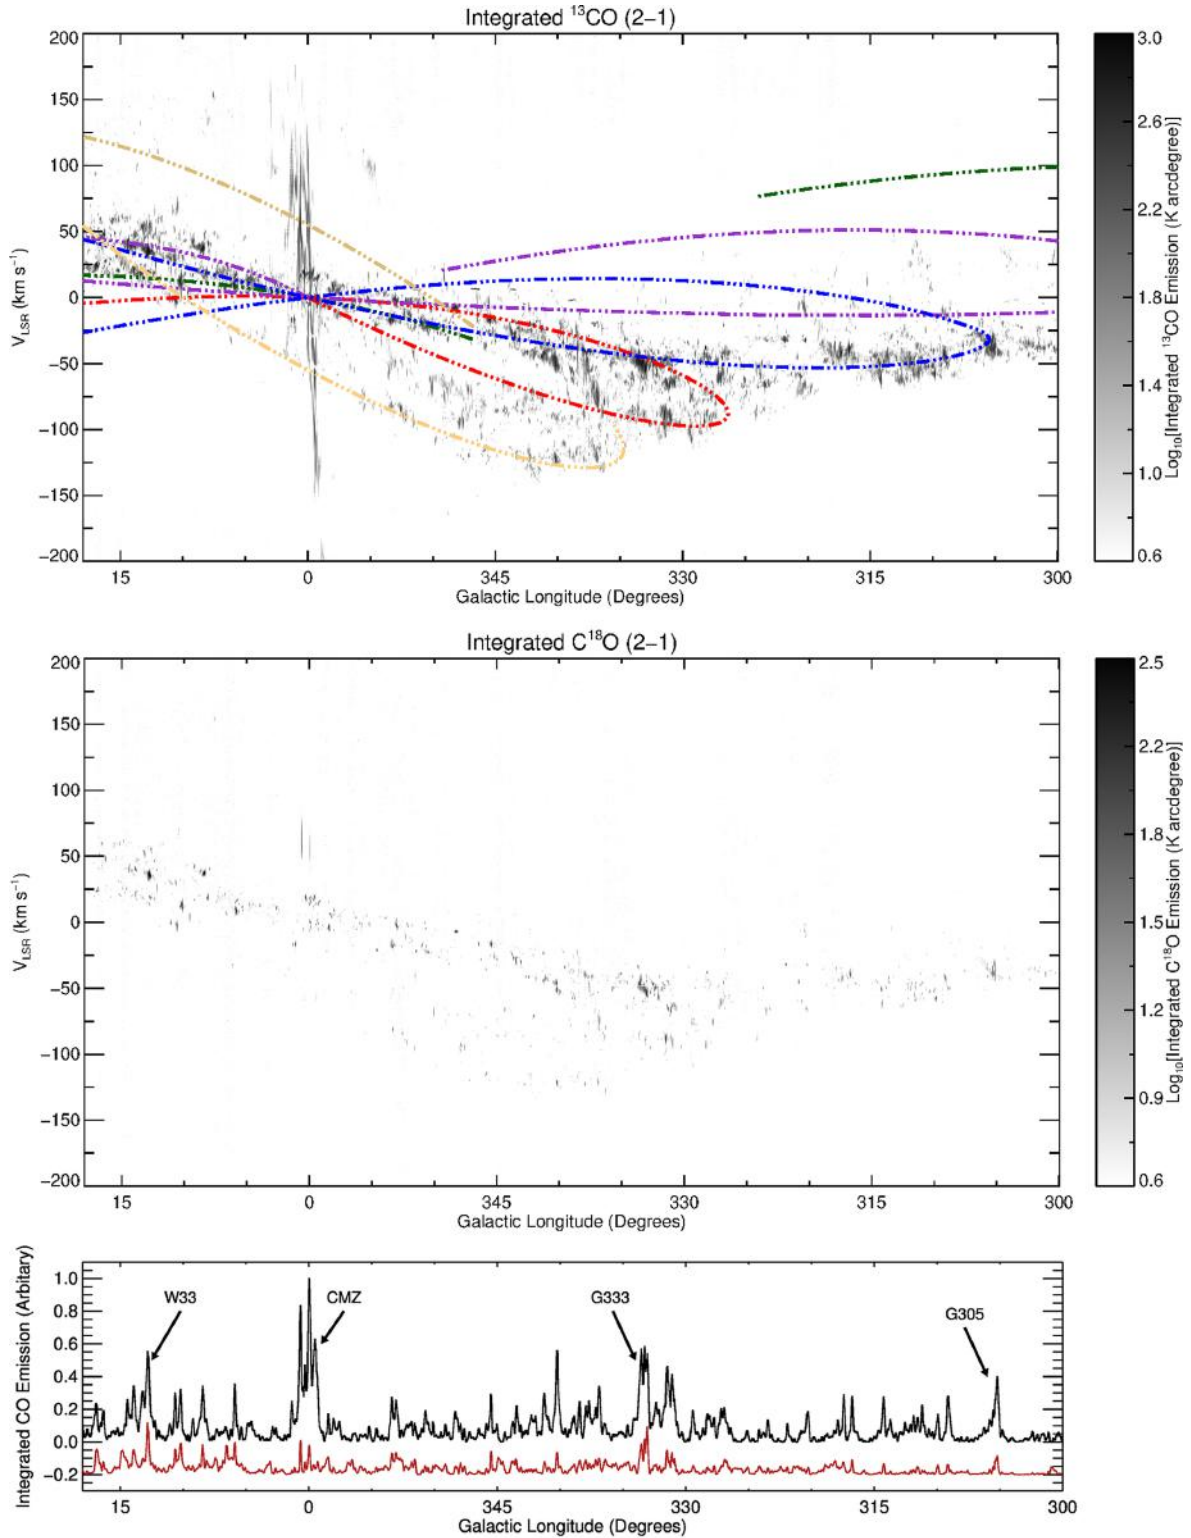 Integrated ¹³CO (2−1)
200
150
100
50
0
−50
−100
−150
−200
V_LSR (km s⁻¹)
15 0 345 330 315 300
Galactic Longitude (Degrees)
3.0
2.6
2.2
1.8
1.4
1.0
0.6
Log₁₀[Integrated ¹³CO Emission (K arcdegree)]
Integrated C¹⁸O (2−1)
200
150
100
50
0
−50
−100
−150
−200
V_LSR (km s⁻¹)
15 0 345 330 315 300
Galactic Longitude (Degrees)
2.5
2.2
1.8
1.5
1.2
0.9
0.6
Log₁₀[Integrated C¹⁸O Emission (K arcdegree)]
Integrated CO Emission (Arbitary)
1.0
0.8
0.6
0.4
0.2
0.0
−0.2
W33
CMZ
G333
G305
15 0 345 330 315 300
Galactic Longitude (Degrees)